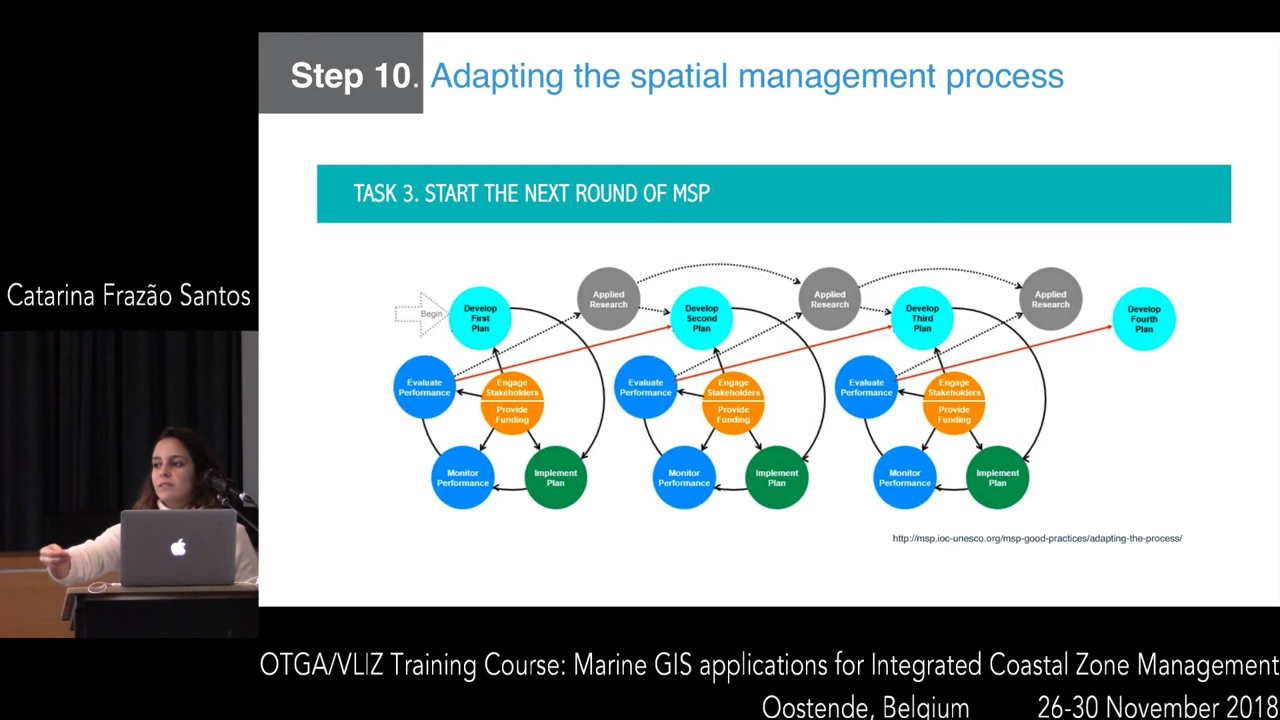 Step 10. Adapting the spatial management process
TASK 3. START THE NEXT ROUND OF MSP
Begin
Develop
First
Plan
Applied
Research
Develop
Second
Plan
Applied
Research
Develop
Third
Plan
Applied
Research
Develop
Fourth
Plan
Evaluate
Performance
Engage
Stakeholders
Provide
Funding
Monitor
Performance
Implement
Plan
Evaluate
Performance
Engage
Stakeholders
Provide
Funding
Monitor
Performance
Implement
Plan
Evaluate
Performance
Engage
Stakeholders
Provide
Funding
Monitor
Performance
Implement
Plan
http://msp.ioc-unesco.org/msp-good-practices/adapting-the-process/
Catarina Frazão Santos
OTGA/VLIZ Training Course: Marine GIS applications for Integrated Coastal Zone Management
Oostende, Belgium 26-30 November 2018